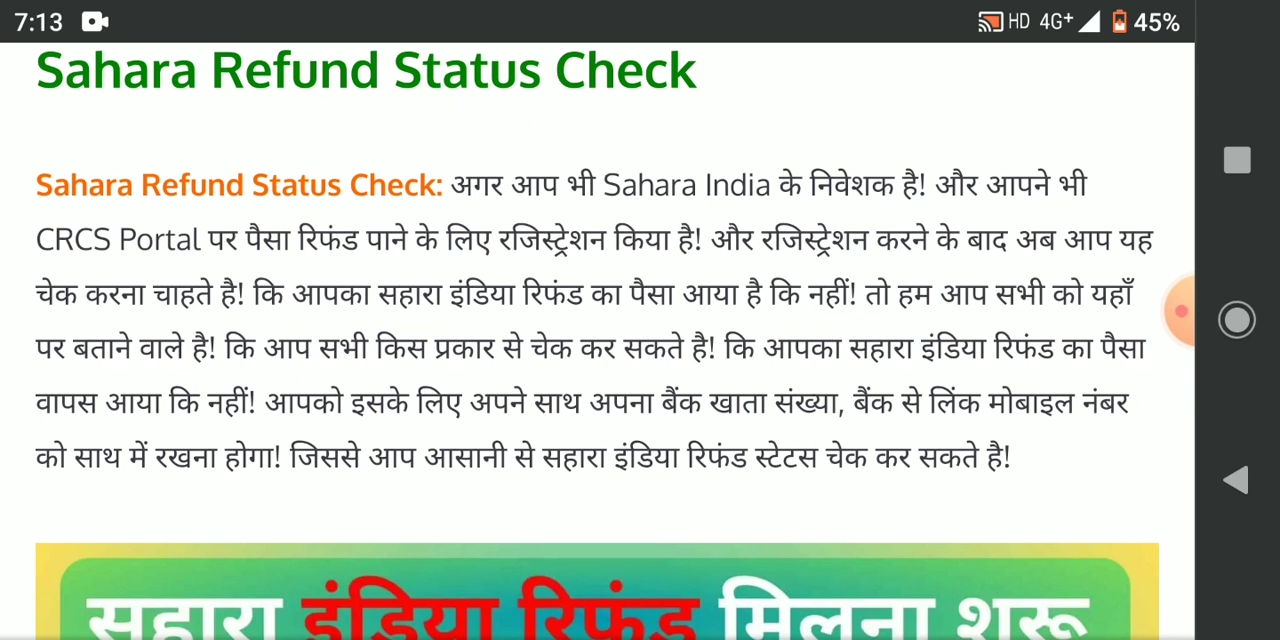 7:13 HD 4G+ 45%
Sahara Refund Status Check
Sahara Refund Status Check: अगर आप भी Sahara India के निवेशक है! और आपने भी
CRCS Portal पर पैसा रिफंड पाने के लिए रजिस्ट्रेशन किया है! और रजिस्ट्रेशन करने के बाद अब आप यह
चेक करना चाहते है! कि आपका सहारा इंडिया रिफंड का पैसा आया है कि नहीं! तो हम आप सभी को यहाँ
पर बताने वाले है! कि आप सभी किस प्रकार से चेक कर सकते है! कि आपका सहारा इंडिया रिफंड का पैसा
वापस आया कि नहीं! आपको इसके लिए अपने साथ अपना बैंक खाता संख्या, बैंक से लिंक मोबाइल नंबर
को साथ में रखना होगा! जिससे आप आसानी से सहारा इंडिया रिफंड स्टेटस चेक कर सकते है!
सहारा इंडिया रिफंड मिलना शुरू